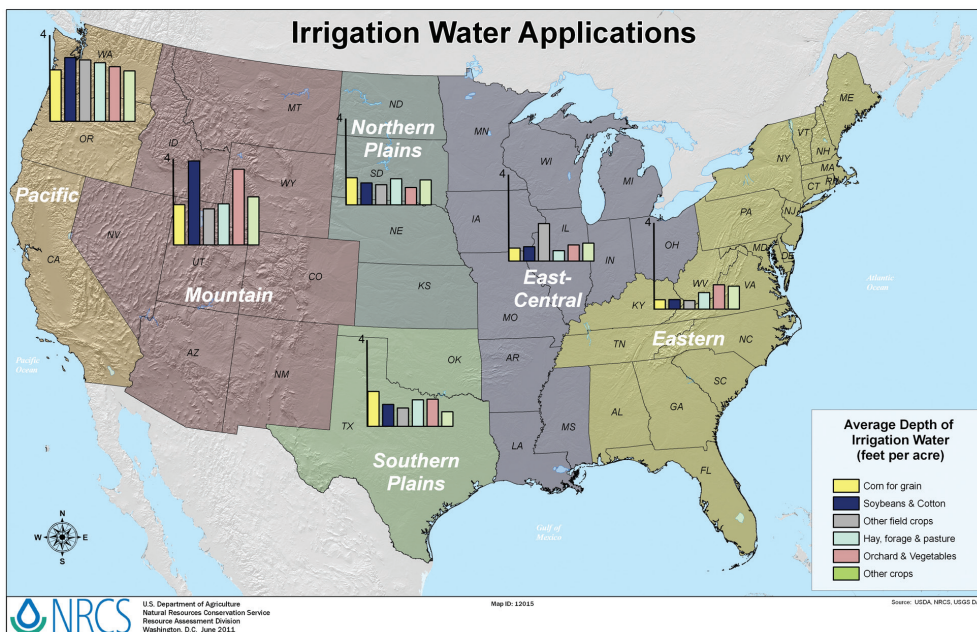 Irrigation Water Applications
4
WA
OR
Pacific
CA
NV
ID
MT
WY
4
UT
Mountain
CO
AZ
NM
ND
Northern
Plains
4
SD
NE
KS
4
OK
TX
Southern
Plains
MN
WI
MI
IA
4
IL
IN
OH
East-
Central
MO
AR
LA
MS
4
KY
WV
VA
Eastern
TN
NC
SC
AL
GA
FL
ME
VT
NH
NY
MA
CT
RI
PA
NJ
MD
DE
Atlantic
Ocean
Pacific
Ocean
Gulf of
Mexico
N
W
E
S
Average Depth of
Irrigation Water
(feet per acre)
Corn for grain
Soybeans & Cotton
Other field crops
Hay, forage & pasture
Orchard & Vegetables
Other crops
NRCS
U.S. Department of Agriculture
Natural Resources Conservation Service
Resource Assessment Division
Washington, D.C. June 2011
Map ID: 12015
Source: USDA, NRCS, USGS